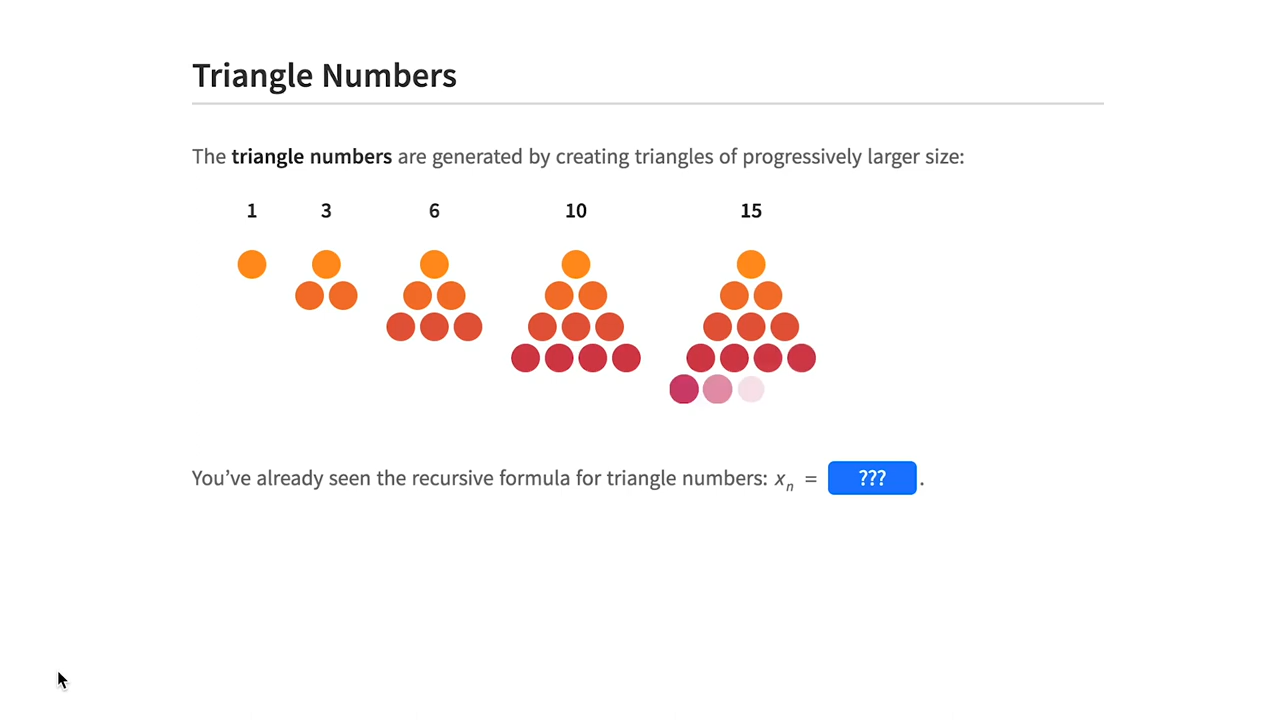 Triangle Numbers
The triangle numbers are generated by creating triangles of progressively larger size:
1 3 6 10 15
You’ve already seen the recursive formula for triangle numbers: xₙ = ??? .